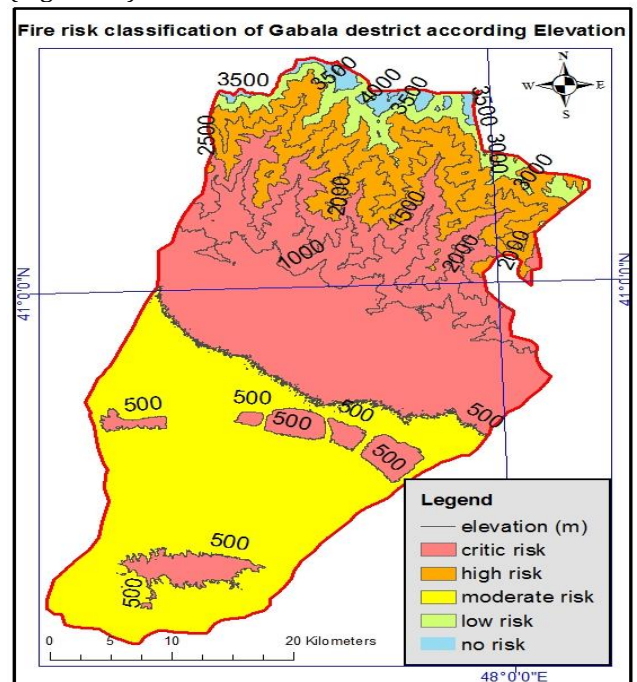 Fire risk classification of Gabala destrict according Elevation
N
W E
S
3500
3500
4000
3500
3500
2500
3000
3000
2000
1500
1000
2000
2000
41°0'0"N
41°0'0"N
500
500
500
500
500
500
500
500
Legend
elevation (m)
critic risk
high risk
moderate risk
low risk
no risk
0 5 10 20 Kilometers
48°0'0"E